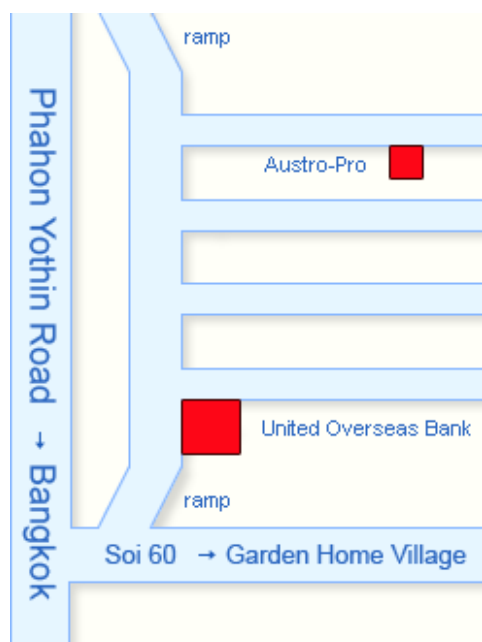 ramp
Austro-Pro
Phahon Yothin Road → Bangkok
United Overseas Bank
ramp
Soi 60 → Garden Home Village